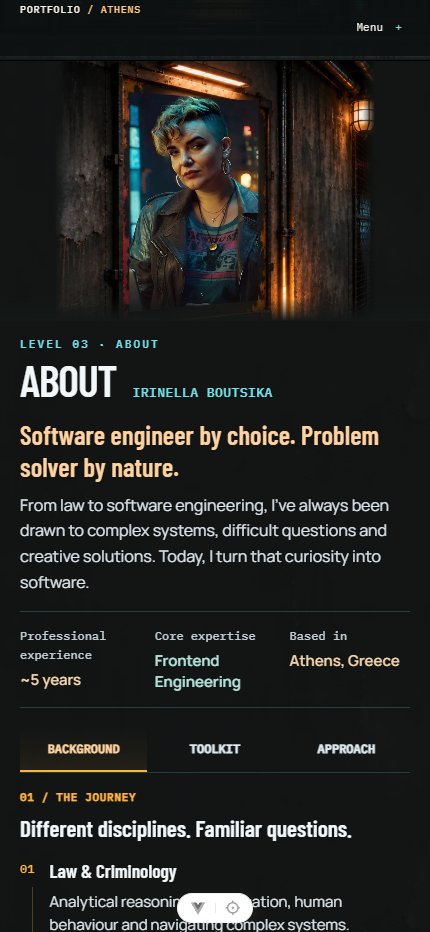 PORTFOLIO / ATHENS
Menu +
LEVEL 03 · ABOUT
ABOUT IRINELLA BOUTSIKA
Software engineer by choice. Problem
solver by nature.
From law to software engineering, I've always been
drawn to complex systems, difficult questions and
creative solutions. Today, I turn that curiosity into
software.
Professional
experience
~5 years
Core expertise
Frontend
Engineering
Based in
Athens, Greece
BACKGROUND
TOOLKIT
APPROACH
01 / THE JOURNEY
Different disciplines. Familiar questions.
01 Law & Criminology
Analytical human
behaviour and navigating complex systems.